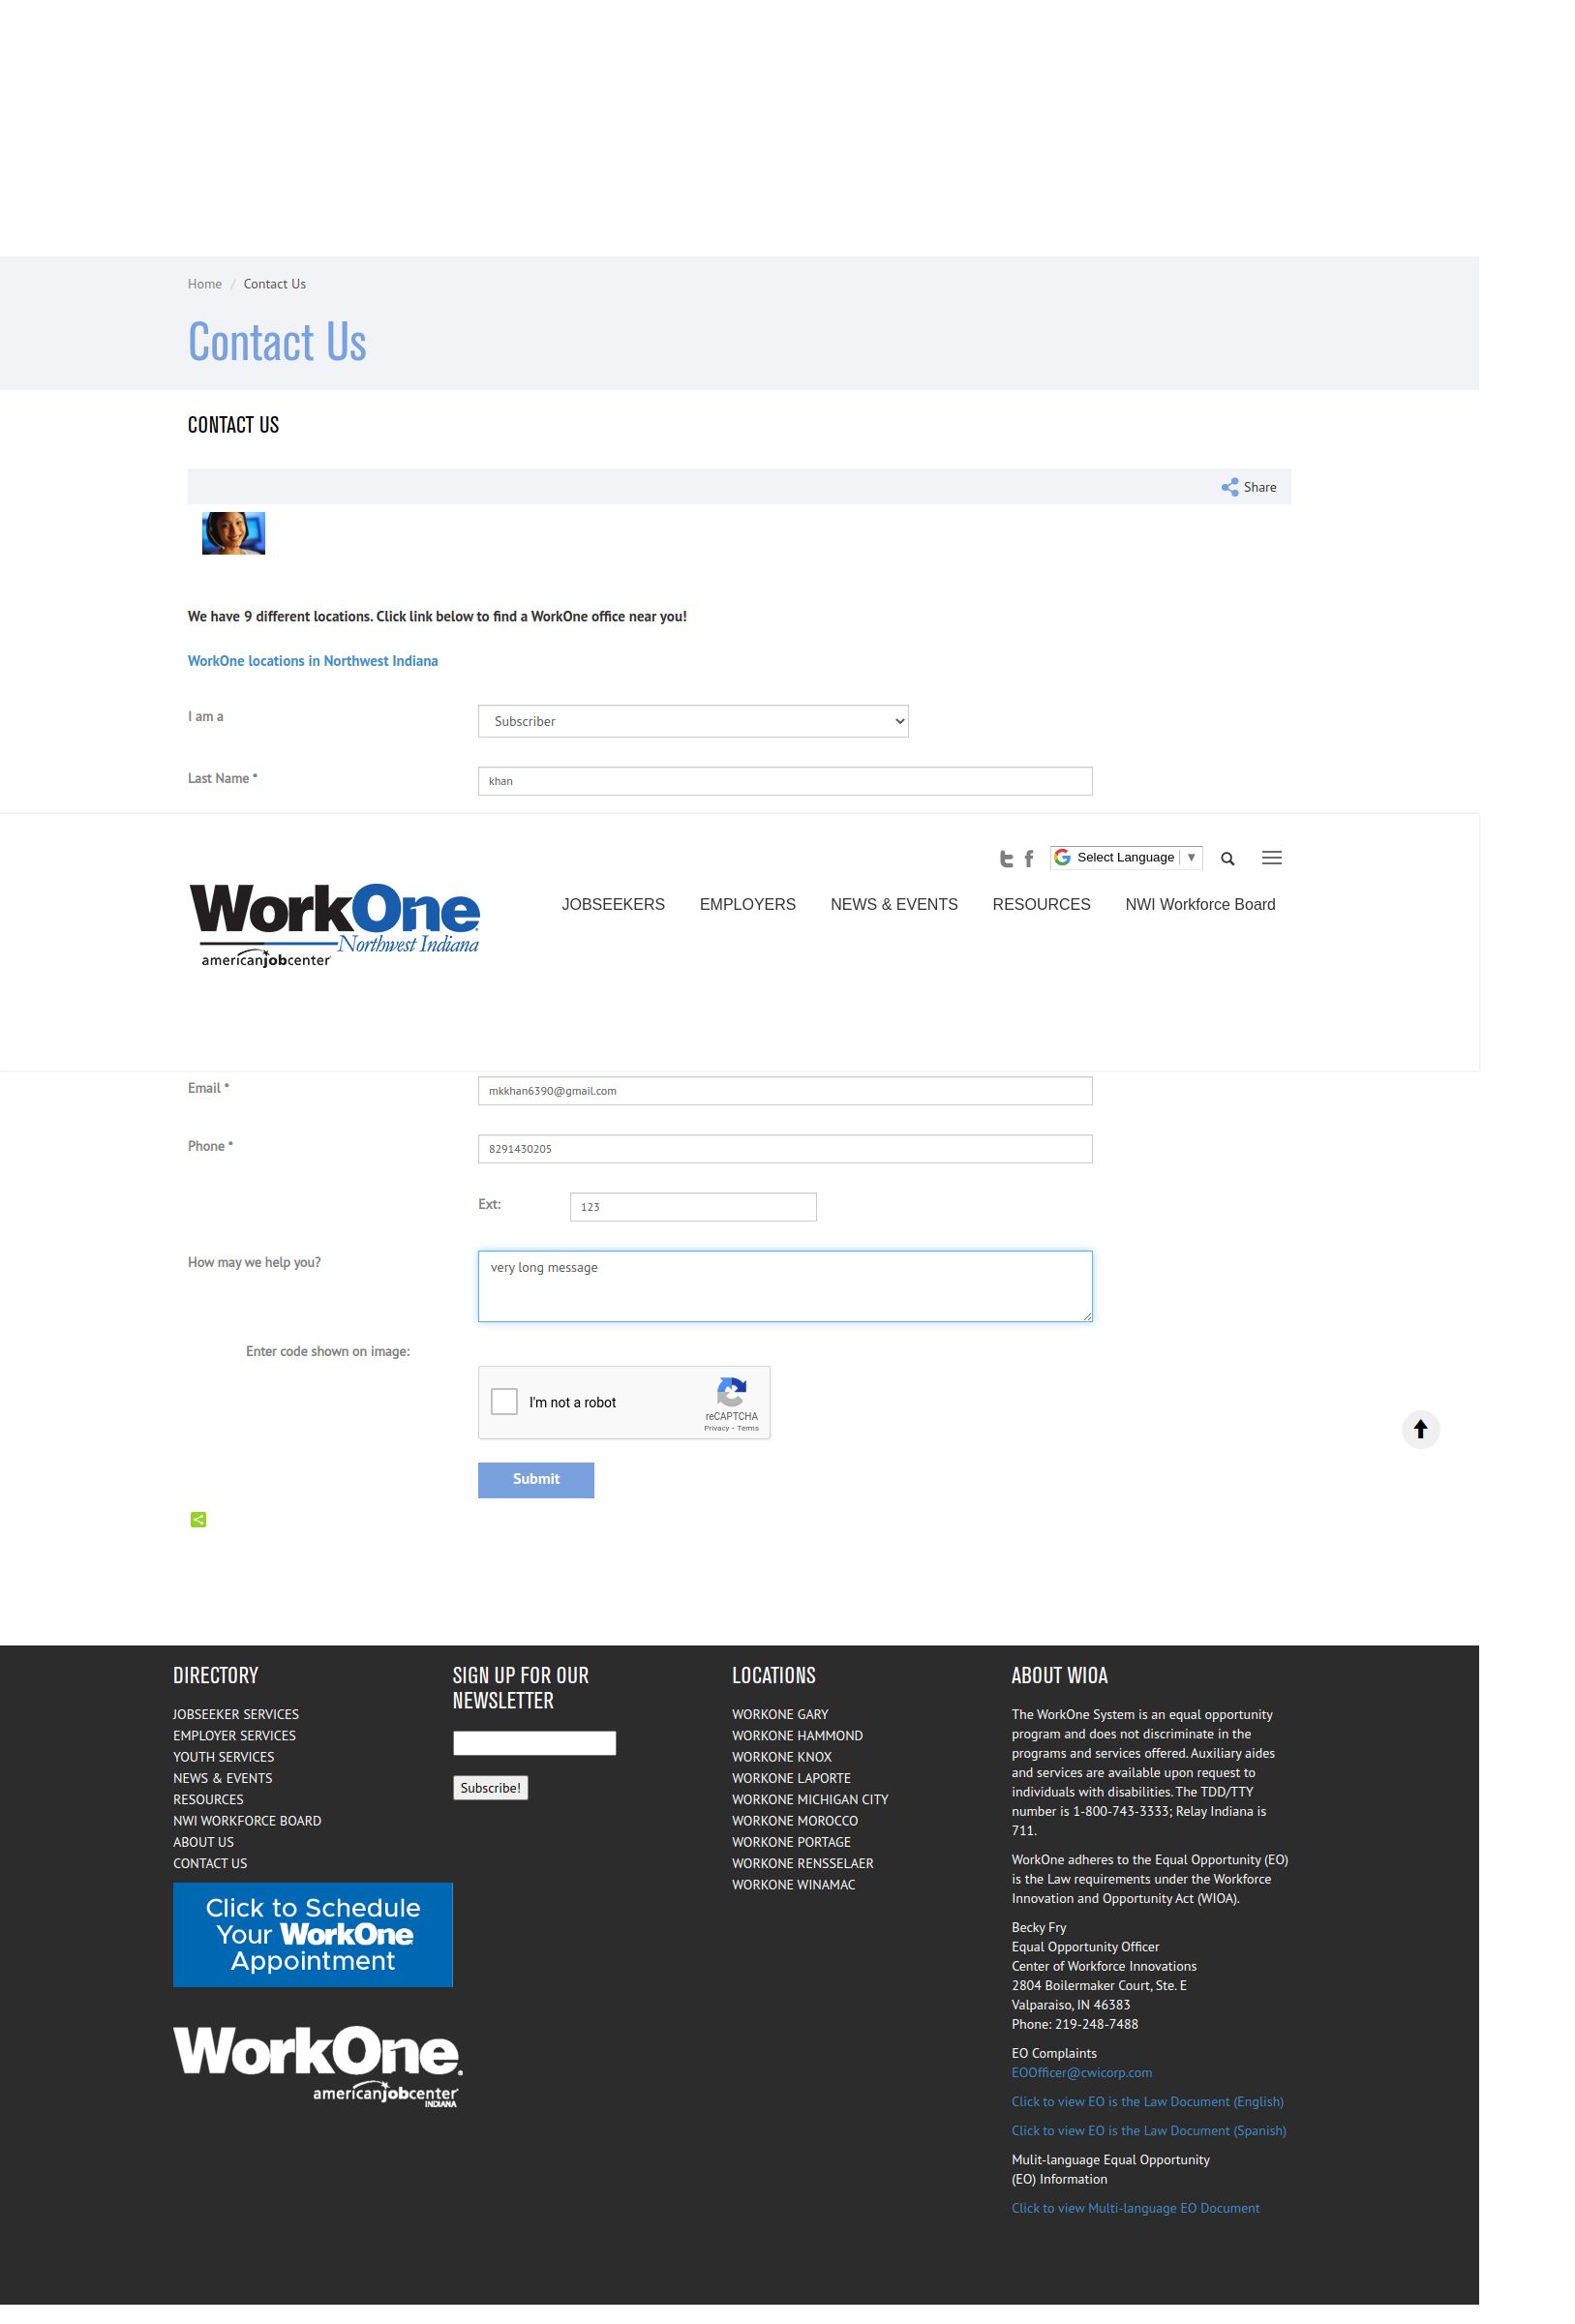 Home / Contact Us
Contact Us
CONTACT US
Share
We have 9 different locations. Click link below to find a WorkOne office near you!
WorkOne locations in Northwest Indiana
I am a
Subscriber
Last Name *
khan
Select Language ▼
WorkOne
Northwest Indiana
americanjobcenter
JOBSEEKERS EMPLOYERS NEWS & EVENTS RESOURCES NWI Workforce Board
Email *
mkkhan6390@gmail.com
Phone *
8291430205
Ext:
123
How may we help you?
very long message
Enter code shown on image:
I'm not a robot
reCAPTCHA
Privacy - Terms
Submit
DIRECTORY
JOBSEEKER SERVICES
EMPLOYER SERVICES
YOUTH SERVICES
NEWS & EVENTS
RESOURCES
NWI WORKFORCE BOARD
ABOUT US
CONTACT US
Click to Schedule
Your WorkOne
Appointment
WorkOne
americanjobcenter
INDIANA
SIGN UP FOR OUR
NEWSLETTER
Subscribe!
LOCATIONS
WORKONE GARY
WORKONE HAMMOND
WORKONE KNOX
WORKONE LAPORTE
WORKONE MICHIGAN CITY
WORKONE MOROCCO
WORKONE PORTAGE
WORKONE RENSSELAER
WORKONE WINAMAC
ABOUT WIOA
The WorkOne System is an equal opportunity
program and does not discriminate in the
programs and services offered. Auxiliary aides
and services are available upon request to
individuals with disabilities. The TDD/TTY
number is 1-800-743-3333; Relay Indiana is
711.
WorkOne adheres to the Equal Opportunity (EO)
is the Law requirements under the Workforce
Innovation and Opportunity Act (WIOA).
Becky Fry
Equal Opportunity Officer
Center of Workforce Innovations
2804 Boilermaker Court, Ste. E
Valparaiso, IN 46383
Phone: 219-248-7488
EO Complaints
EOOfficer@cwicorp.com
Click to view EO is the Law Document (English)
Click to view EO is the Law Document (Spanish)
Mulit-language Equal Opportunity
(EO) Information
Click to view Multi-language EO Document